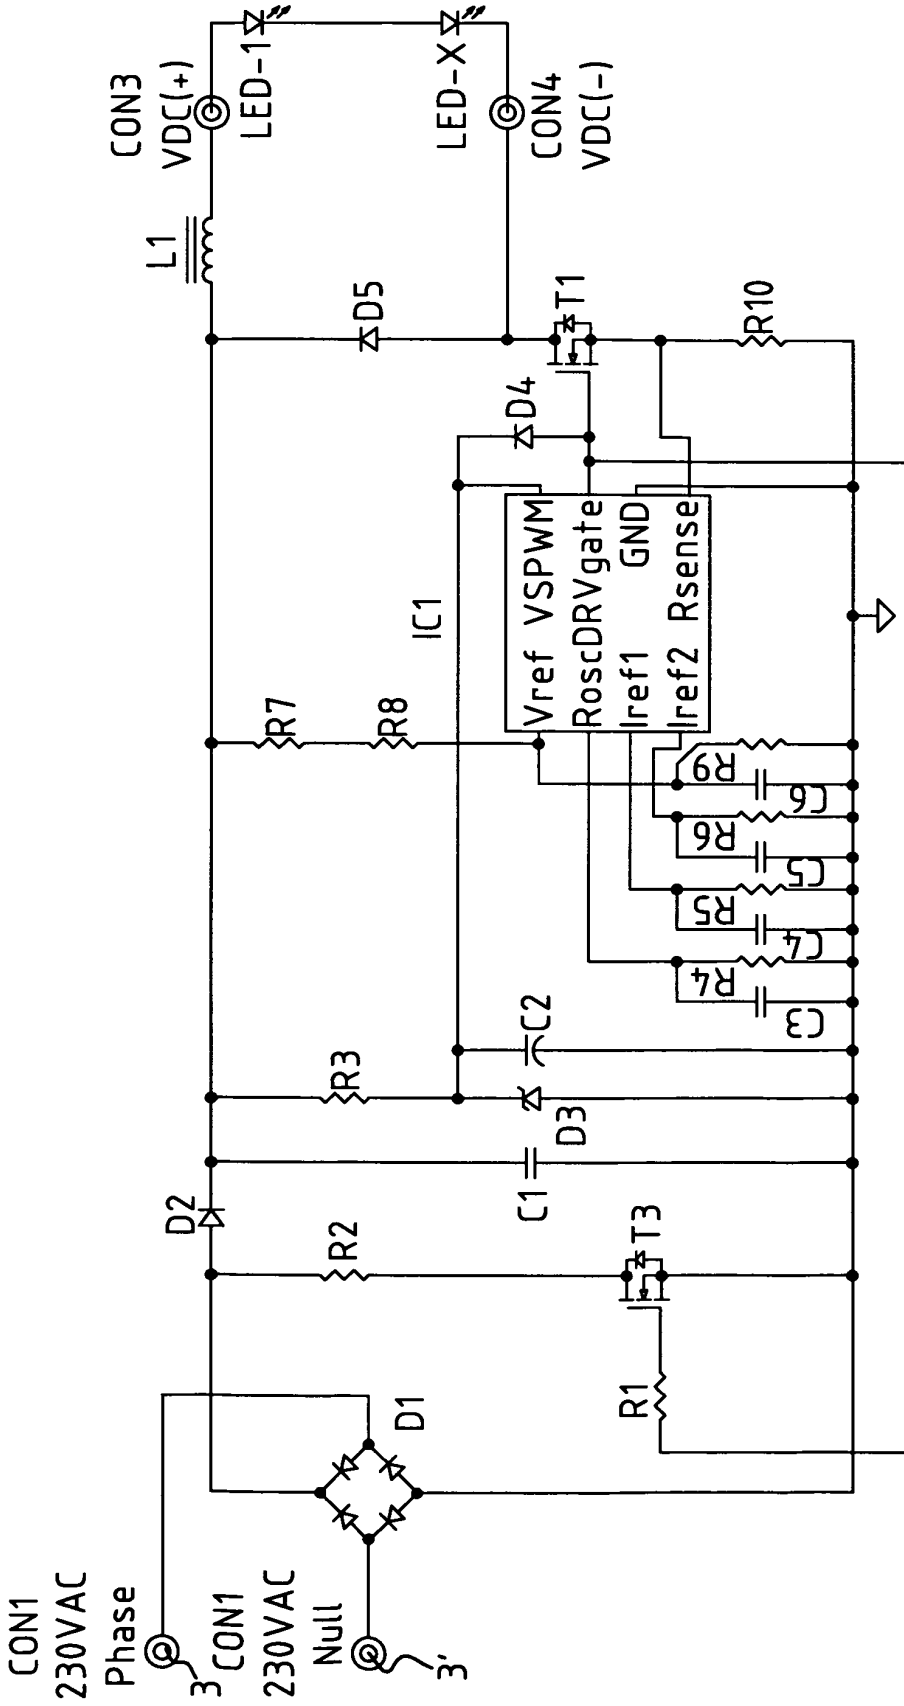 CON1
230VAC
Phase
3
CON1
230VAC
Null
3'
D1
R1
R2
T3
D2
C1
D3
R3
C2
C3
R4
C4
R5
C5
R6
C6
R9
R7
R8
IC1
Vref VSPWM
RoscDRVgate
Iref1 GND
Iref2 Rsense
D4
D5
T1
R10
L1
CON3
VDC(+)
LED-1
LED-X
CON4
VDC(-)